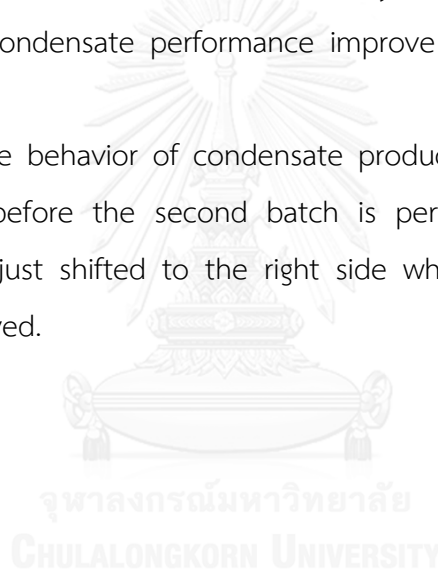 ondensate performance improve
e behavior of condensate produc
before the second batch is per
just shifted to the right side wh
ved.
จุฬาลงกรณ์มหาวิทยาลัย
CHULALONGKORN UNIVERSITY